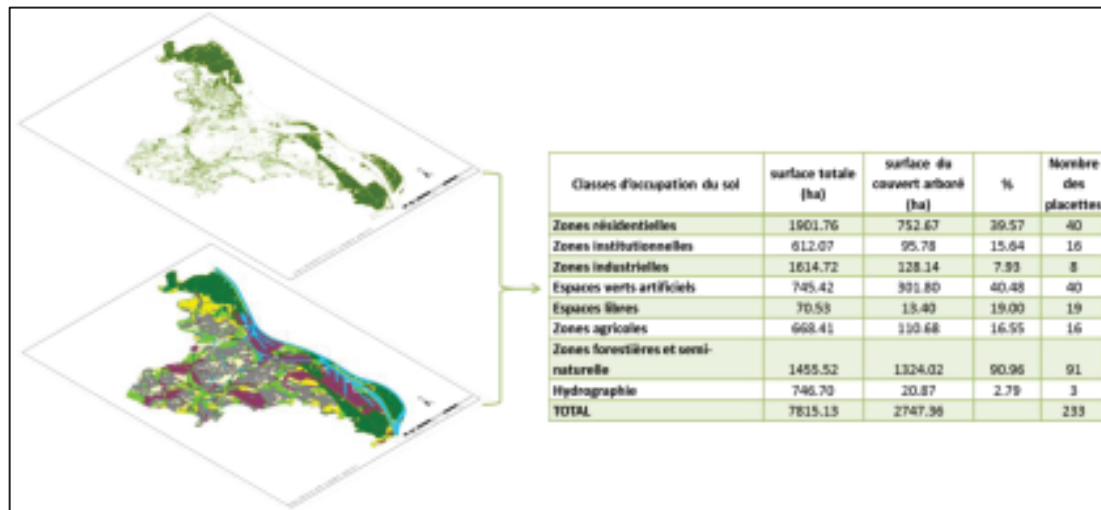 Classes d'occupation du sol surface totale (ha) surface du couvert arboré (ha) % Nombre des placettes
Zones résidentielles 1901.76 752.67 39.57 40
Zones institutionnelles 612.07 95.78 15.64 16
Zones industrielles 1614.72 128.14 7.93 8
Espaces verts artificiels 745.42 301.80 40.48 40
Espaces libres 70.53 13.40 19.00 19
Zones agricoles 668.41 110.68 16.55 16
Zones forestières et semi-
naturelle 1455.52 1324.02 90.96 91
Hydrographie 746.70 20.87 2.79 3
TOTAL 7815.13 2747.36 233